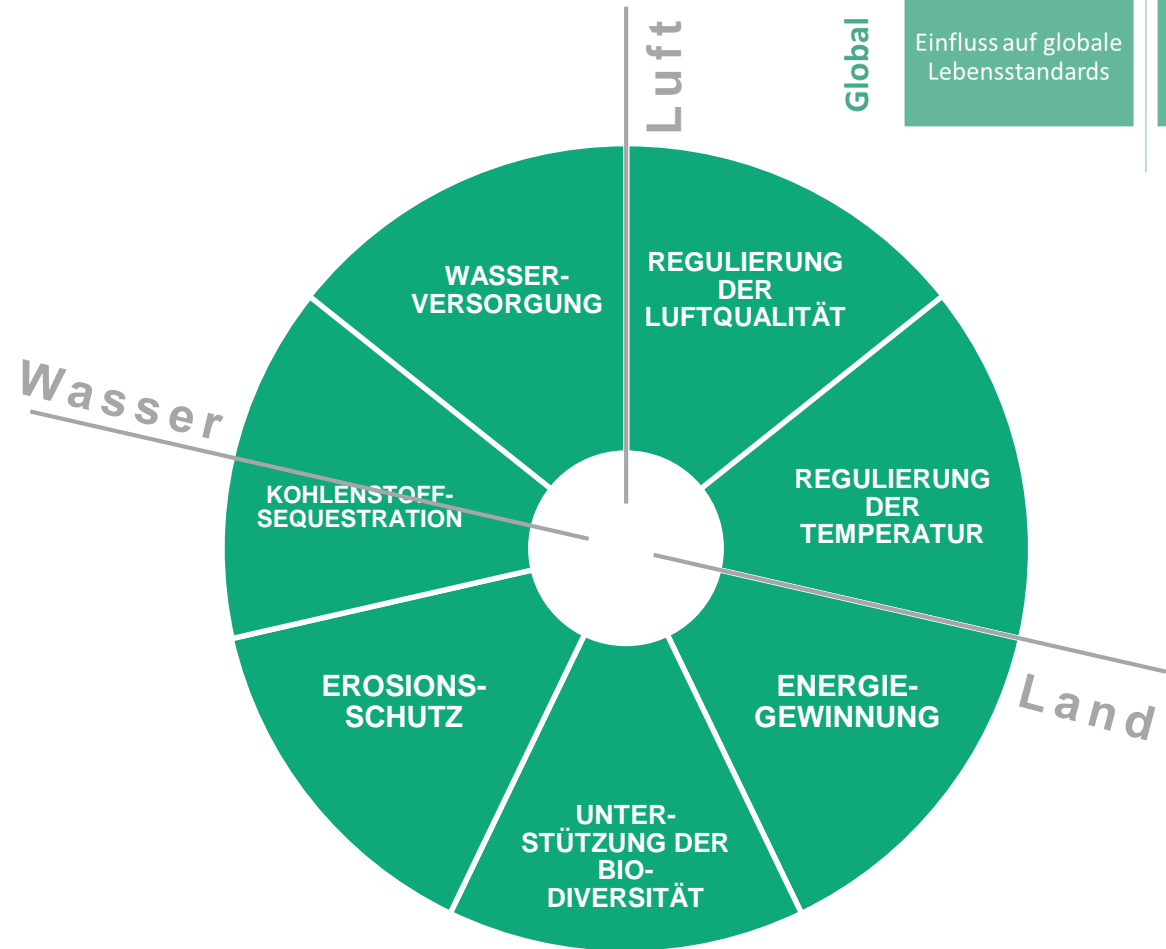 Luft
Global
Einfluss auf globale
Lebensstandards
WASSER-
VERSORGUNG
REGULIERUNG
DER
LUFTQUALITÄT
Wasser
KOHLENSTOFF-
SEQUESTRATION
REGULIERUNG
DER
TEMPERATUR
EROSIONS-
SCHUTZ
ENERGIE-
GEWINNUNG
Land
UNTER-
STÜTZUNG DER
BIO-
DIVERSITÄT